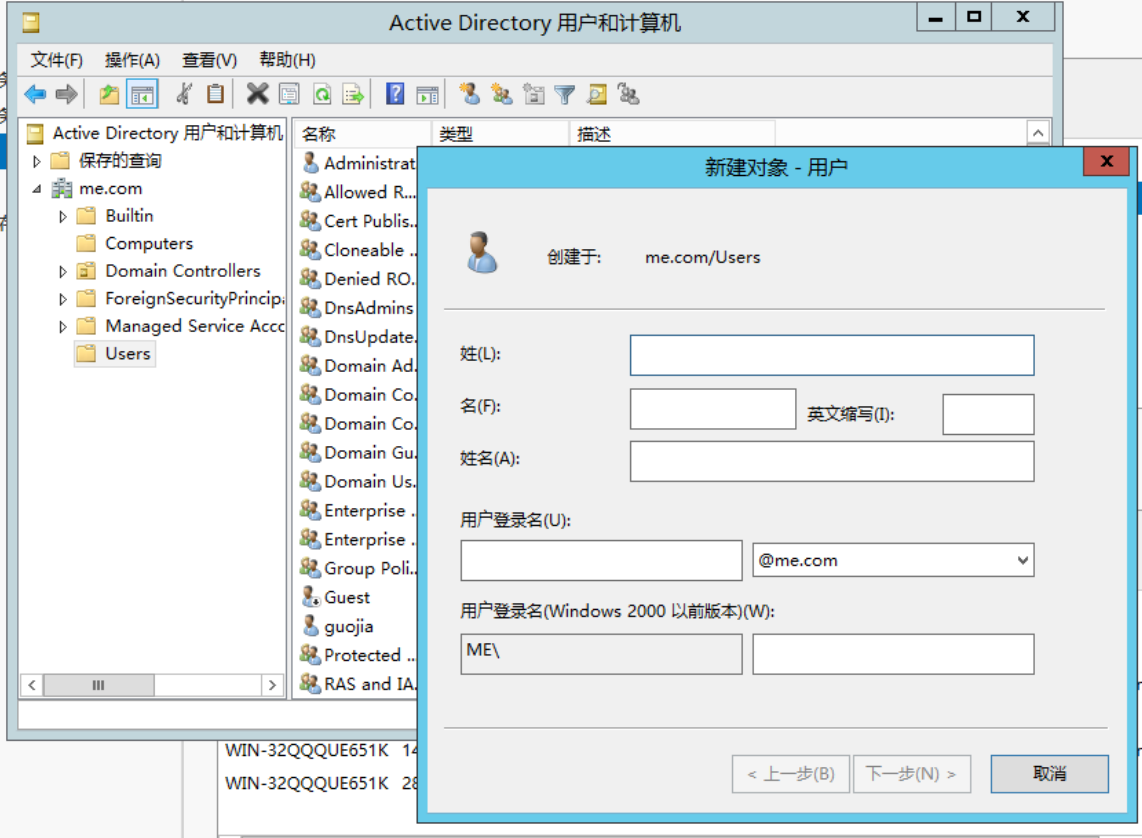 Active Directory 用户和计算机
文件(F) 操作(A) 查看(V) 帮助(H)
Active Directory 用户和计算机
保存的查询
me.com
Builtin
Computers
Domain Controllers
ForeignSecurityPrincip
Managed Service Acco
Users
名称 类型 描述
Administrat
Allowed R...
Cert Publis..
Cloneable ..
Denied RO.
DnsAdmins
DnsUpdate.
Domain Ad.
Domain Co.
Domain Co.
Domain Gu.
Domain Us.
Enterprise .
Enterprise .
Group Poli..
Guest
guojia
Protected ...
RAS and IA.
新建对象 - 用户
创建于: me.com/Users
姓(L):
名(F):
英文缩写(I):
姓名(A):
用户登录名(U):
@me.com
用户登录名(Windows 2000 以前版本)(W):
ME\
< 上一步(B)
下一步(N) >
取消
WIN-32QQQUE651K 14
WIN-32QQQUE651K 28